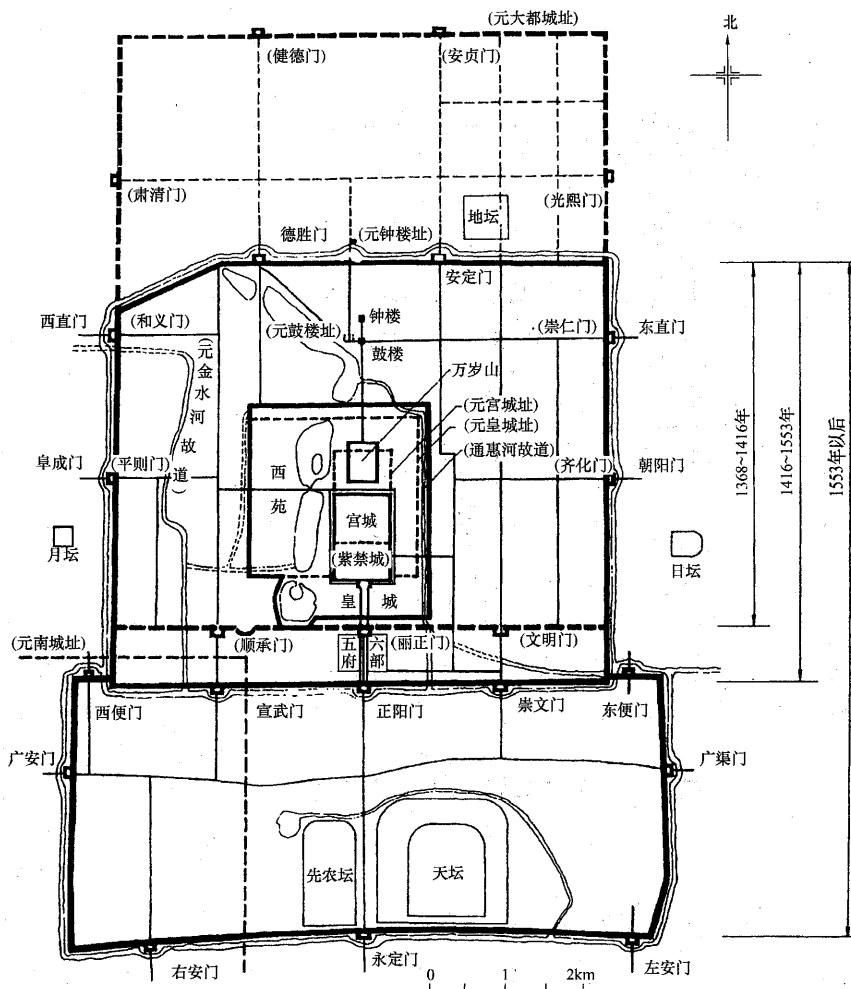 (元大都城址)
北
(健德门)
(安贞门)
(肃清门)
(光熙门)
地坛
德胜门
(元钟楼址)
安定门
西直门
(和义门)
钟楼
(元鼓楼址)
鼓楼
(崇仁门)
东直门
(元金水河故道)
万岁山
(元宫城址)
(元皇城址)
(通惠河故道)
阜成门
(平则门)
西苑
(齐化门)
朝阳门
宫城
(紫禁城)
月坛
日坛
皇城
1368~1416年
1416~1553年
1553年以后
(元南城址)
(顺承门)
五府
六部
(丽正门)
(文明门)
西便门
宣武门
正阳门
崇文门
东便门
广安门
广渠门
先农坛
天坛
右安门
永定门
左安门
0 1 2km